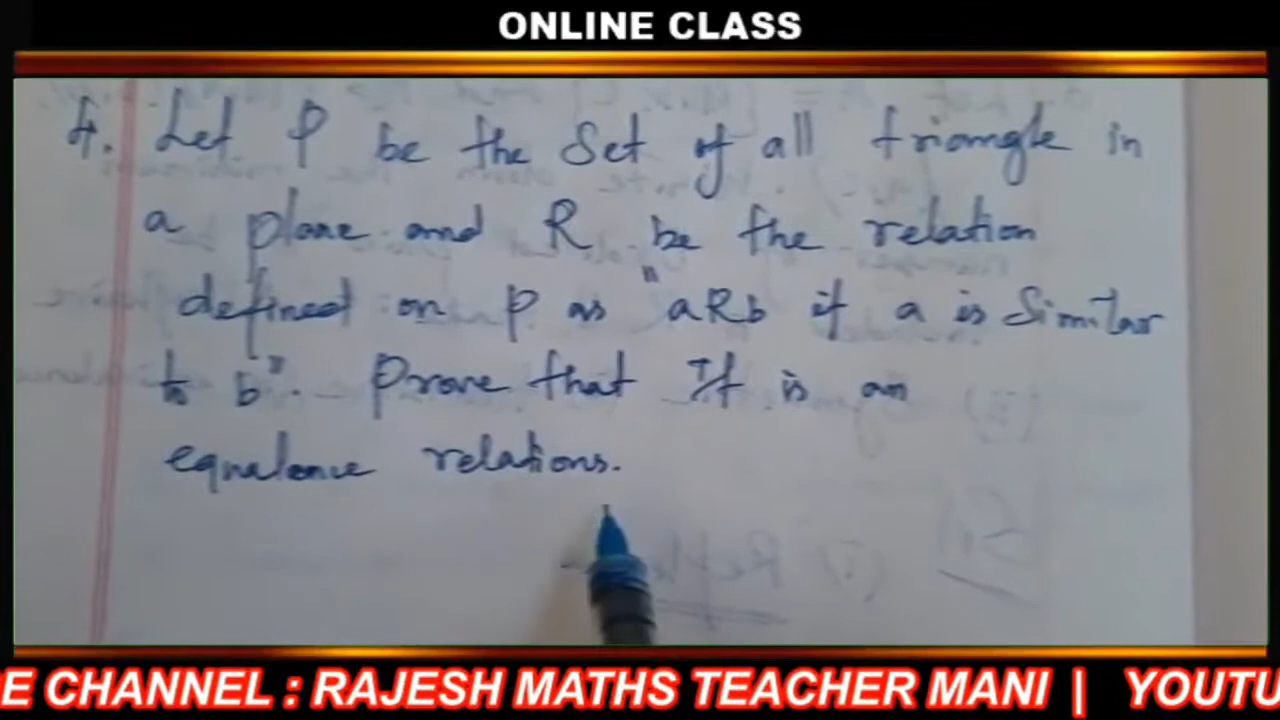 ONLINE CLASS
4. Let P be the Set of all triangle in
a plane and R be the relation
defined on P as "aRb if a is Similar
to b". Prove that It is an
equalence relations.
E CHANNEL : RAJESH MATHS TEACHER MANI | YOUTU